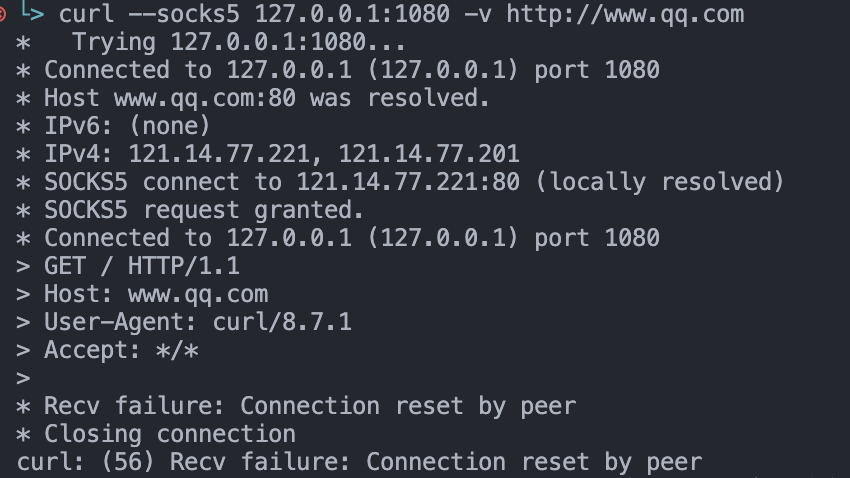 └> curl --socks5 127.0.0.1:1080 -v http://www.qq.com
*   Trying 127.0.0.1:1080...
* Connected to 127.0.0.1 (127.0.0.1) port 1080
* Host www.qq.com:80 was resolved.
* IPv6: (none)
* IPv4: 121.14.77.221, 121.14.77.201
* SOCKS5 connect to 121.14.77.221:80 (locally resolved)
* SOCKS5 request granted.
* Connected to 127.0.0.1 (127.0.0.1) port 1080
> GET / HTTP/1.1
> Host: www.qq.com
> User-Agent: curl/8.7.1
> Accept: */*
>
* Recv failure: Connection reset by peer
* Closing connection
curl: (56) Recv failure: Connection reset by peer